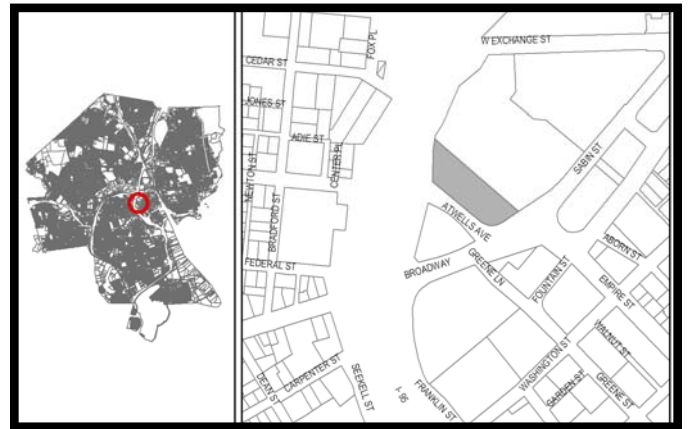 W EXCHANGE ST
FOX PL
CEDAR ST
JONES ST
ADIE ST
CENTER PL
NEWTON ST
BRADFORD ST
SABIN ST
ATWELLS AVE
ABORN ST
BROADWAY
GREENE LN
FEDERAL ST
FOUNTAIN ST
EMPIRE ST
WALNUT ST
WASHINGTON ST
CARPENTER ST
DEAN ST
SEEKELL ST
I- 95
FRANKLIN ST
GARDEN ST
GREENE ST